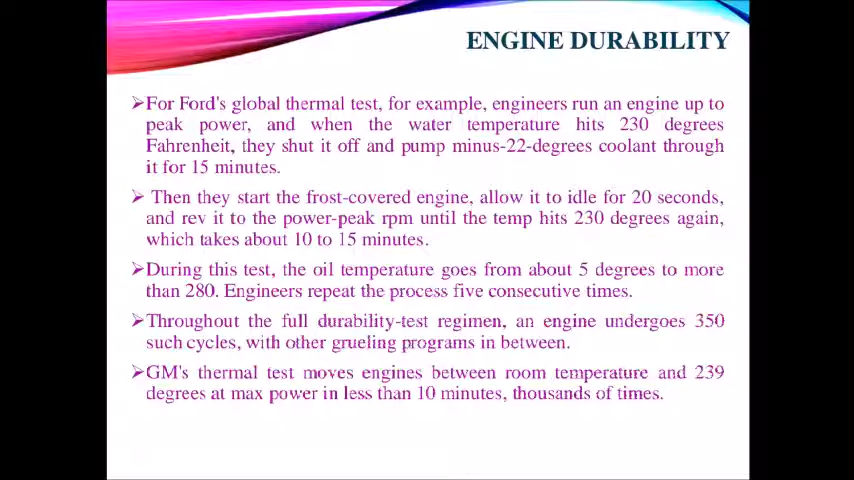 ENGINE DURABILITY
➢For Ford's global thermal test, for example, engineers run an engine up to
peak power, and when the water temperature hits 230 degrees
Fahrenheit, they shut it off and pump minus-22-degrees coolant through
it for 15 minutes.
➢ Then they start the frost-covered engine, allow it to idle for 20 seconds,
and rev it to the power-peak rpm until the temp hits 230 degrees again,
which takes about 10 to 15 minutes.
➢During this test, the oil temperature goes from about 5 degrees to more
than 280. Engineers repeat the process five consecutive times.
➢Throughout the full durability-test regimen, an engine undergoes 350
such cycles, with other grueling programs in between.
➢GM's thermal test moves engines between room temperature and 239
degrees at max power in less than 10 minutes, thousands of times.